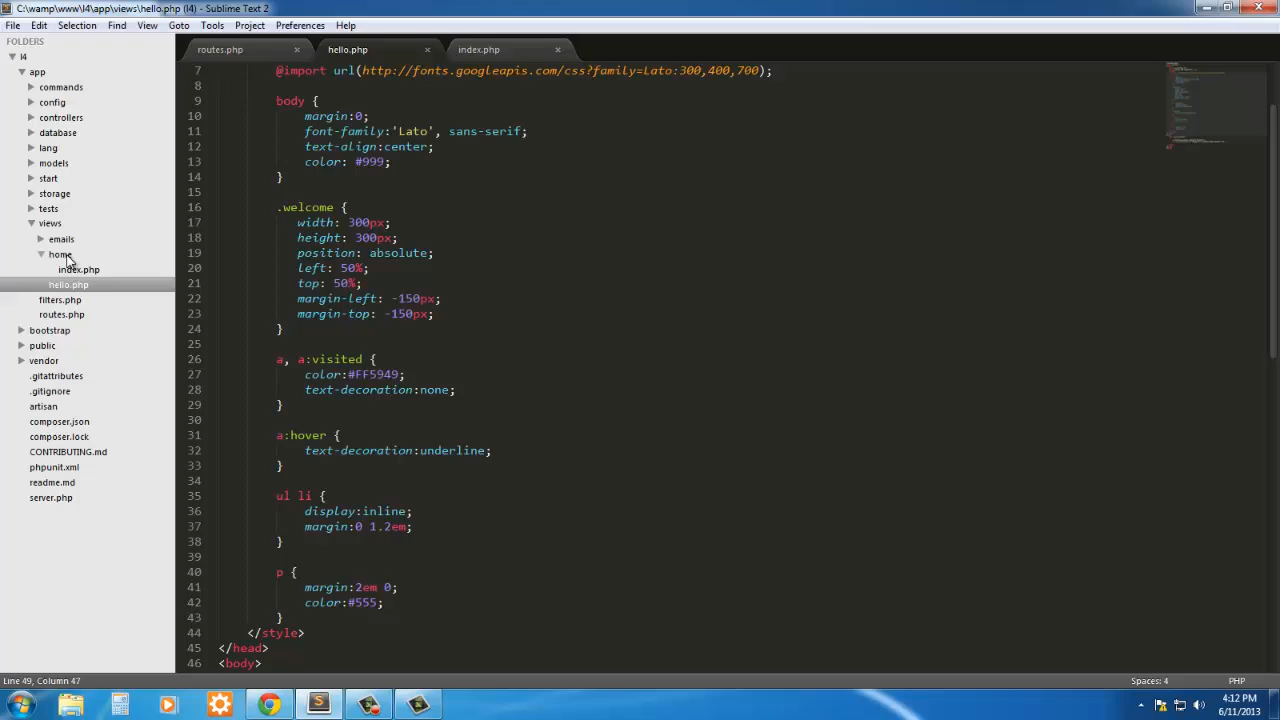 C:\wamp\www\l4\app\views\hello.php (l4) - Sublime Text 2
File Edit Selection Find View Goto Tools Project Preferences Help
FOLDERS
l4
app
commands
config
controllers
database
lang
models
start
storage
tests
views
emails
home
index.php
hello.php
filters.php
routes.php
bootstrap
public
vendor
.gitattributes
.gitignore
artisan
composer.json
composer.lock
CONTRIBUTING.md
phpunit.xml
readme.md
server.php
routes.php × hello.php × index.php ×
7 @import url(http://fonts.googleapis.com/css?family=Lato:300,400,700);
8
9 body {
10 margin:0;
11 font-family:'Lato', sans-serif;
12 text-align:center;
13 color: #999;
14 }
15
16 .welcome {
17 width: 300px;
18 height: 300px;
19 position: absolute;
20 left: 50%;
21 top: 50%;
22 margin-left: -150px;
23 margin-top: -150px;
24 }
25
26 a, a:visited {
27 color:#FF5949;
28 text-decoration:none;
29 }
30
31 a:hover {
32 text-decoration:underline;
33 }
34
35 ul li {
36 display:inline;
37 margin:0 1.2em;
38 }
39
40 p {
41 margin:2em 0;
42 color:#555;
43 }
44 </style>
45 </head>
46 <body>
Line 49, Column 47 Spaces: 4 PHP
4:12 PM
6/11/2013